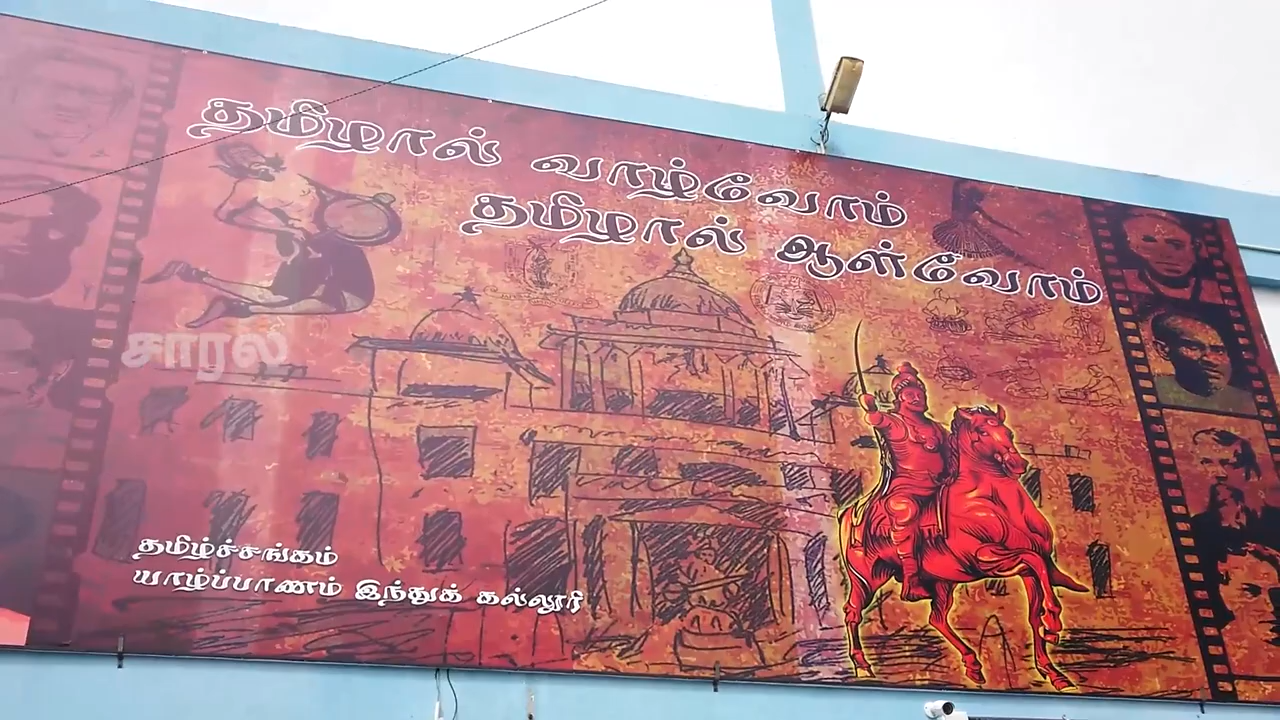 தமிழால் வாழ்வோம்
தமிழால் ஆள்வோம்
சாரல்
தமிழ்ச்சங்கம்
யாழ்ப்பாணம் இந்துக் கல்லூரி